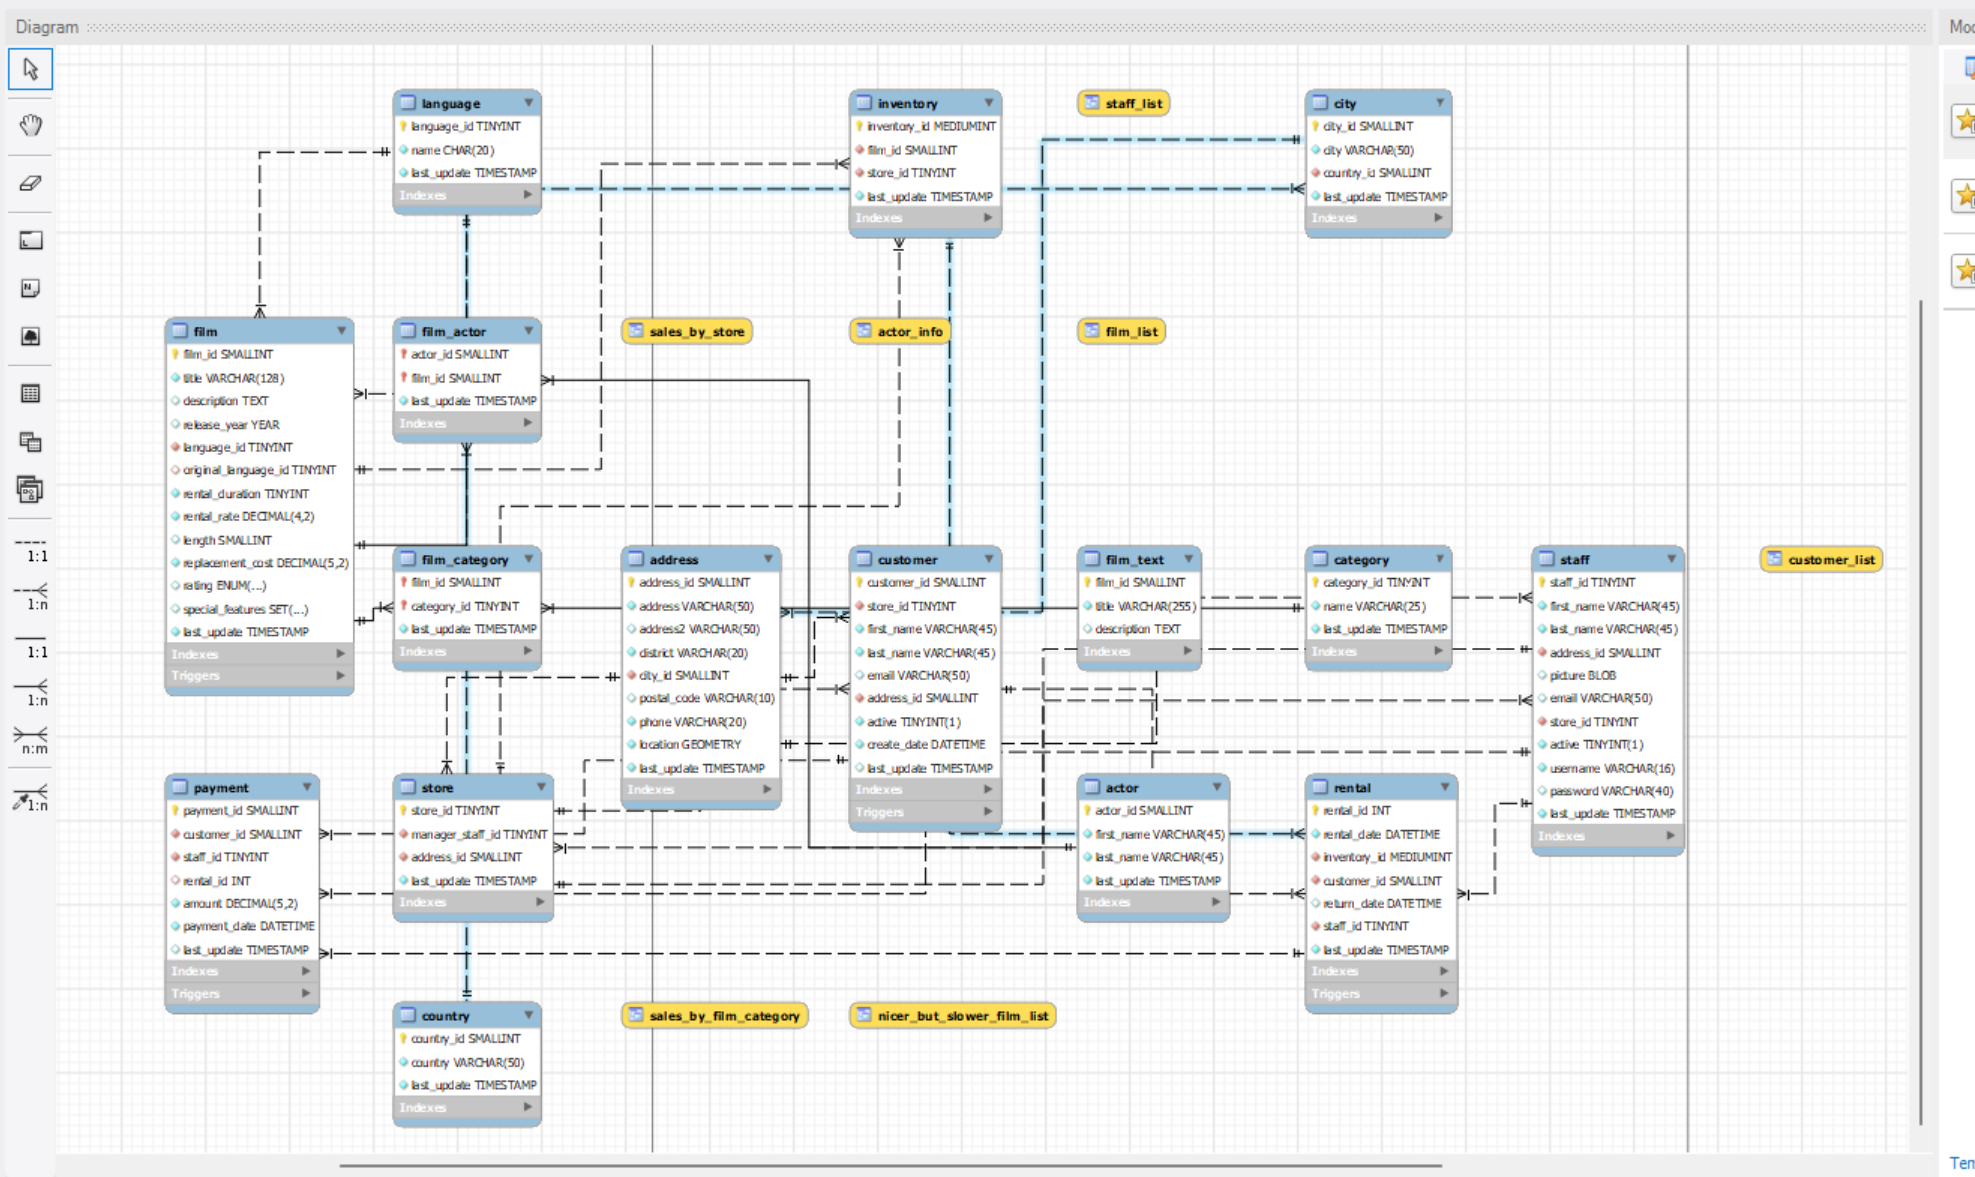 Diagram
Mod
language
language_id TINYINT
name CHAR(20)
last_update TIMESTAMP
Indexes
inventory
inventory_id MEDIUMINT
film_id SMALLINT
store_id TINYINT
last_update TIMESTAMP
Indexes
staff_list
city
city_id SMALLINT
city VARCHAR(50)
country_id SMALLINT
last_update TIMESTAMP
Indexes
film
film_id SMALLINT
title VARCHAR(128)
description TEXT
release_year YEAR
language_id TINYINT
original_language_id TINYINT
rental_duration TINYINT
rental_rate DECIMAL(4,2)
length SMALLINT
replacement_cost DECIMAL(5,2)
rating ENUM(...)
special_features SET(...)
last_update TIMESTAMP
Indexes
Triggers
film_actor
actor_id SMALLINT
film_id SMALLINT
last_update TIMESTAMP
Indexes
sales_by_store
actor_info
film_list
1:1
1:n
1:1
1:n
n:m
1:n
film_category
film_id SMALLINT
category_id TINYINT
last_update TIMESTAMP
Indexes
address
address_id SMALLINT
address VARCHAR(50)
address2 VARCHAR(50)
district VARCHAR(20)
city_id SMALLINT
postal_code VARCHAR(10)
phone VARCHAR(20)
location GEOMETRY
last_update TIMESTAMP
Indexes
customer
customer_id SMALLINT
store_id TINYINT
first_name VARCHAR(45)
last_name VARCHAR(45)
email VARCHAR(50)
address_id SMALLINT
active TINYINT(1)
create_date DATETIME
last_update TIMESTAMP
Indexes
Triggers
film_text
film_id SMALLINT
title VARCHAR(255)
description TEXT
Indexes
category
category_id TINYINT
name VARCHAR(25)
last_update TIMESTAMP
Indexes
staff
staff_id TINYINT
first_name VARCHAR(45)
last_name VARCHAR(45)
address_id SMALLINT
picture BLOB
email VARCHAR(50)
store_id TINYINT
active TINYINT(1)
username VARCHAR(16)
password VARCHAR(40)
last_update TIMESTAMP
Indexes
customer_list
payment
payment_id SMALLINT
customer_id SMALLINT
staff_id TINYINT
rental_id INT
amount DECIMAL(5,2)
payment_date DATETIME
last_update TIMESTAMP
Indexes
Triggers
store
store_id TINYINT
manager_staff_id TINYINT
address_id SMALLINT
last_update TIMESTAMP
Indexes
actor
actor_id SMALLINT
first_name VARCHAR(45)
last_name VARCHAR(45)
last_update TIMESTAMP
Indexes
rental
rental_id INT
rental_date DATETIME
inventory_id MEDIUMINT
customer_id SMALLINT
return_date DATETIME
staff_id TINYINT
last_update TIMESTAMP
Indexes
Triggers
country
country_id SMALLINT
country VARCHAR(50)
last_update TIMESTAMP
Indexes
sales_by_film_category
nicer_but_slower_film_list
Tem